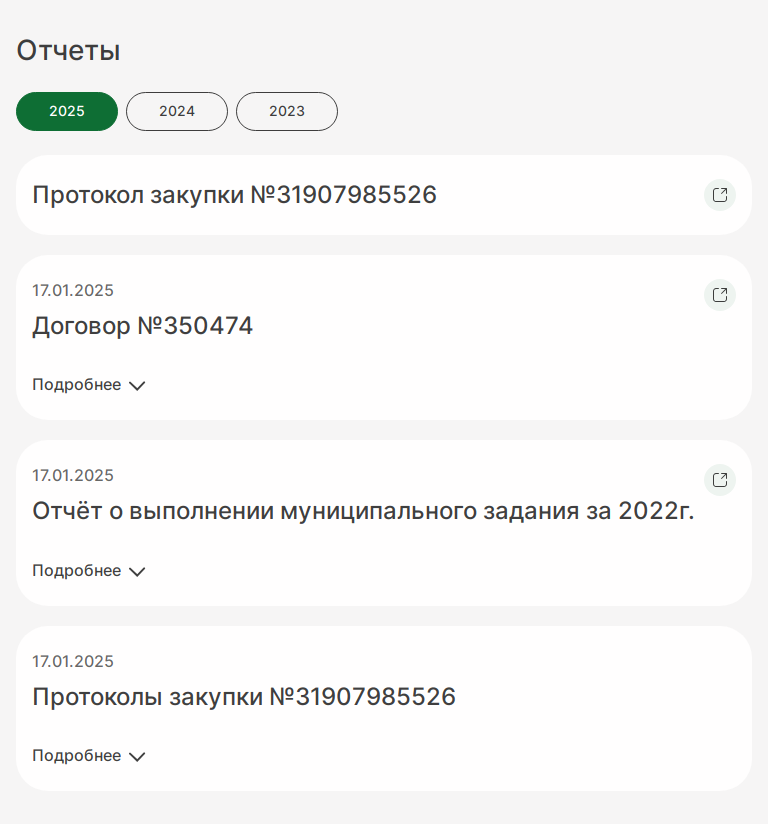 Отчеты
2025 2024 2023
Протокол закупки №31907985526
17.01.2025
Договор №350474
Подробнее
17.01.2025
Отчёт о выполнении муниципального задания за 2022г.
Подробнее
17.01.2025
Протоколы закупки №31907985526
Подробнее